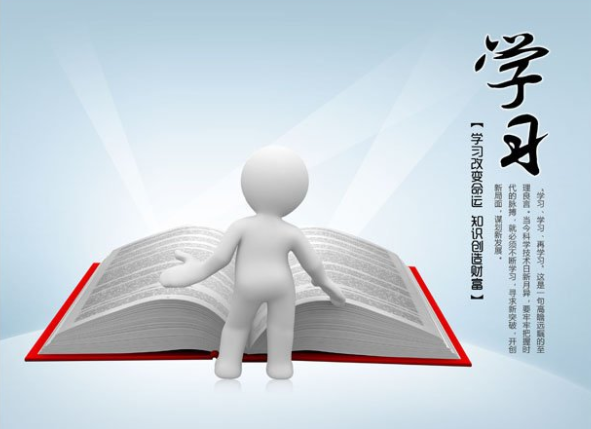 学习
【学习改变命运 知识创造财富】
“学习，学习，再学习。”这是一句高瞻远瞩的至
理良言。当今科学技术日新月异，要牢牢把握时
代的脉搏，就必须不断学习，寻求新突破，开创
新局面，谋划新发展。